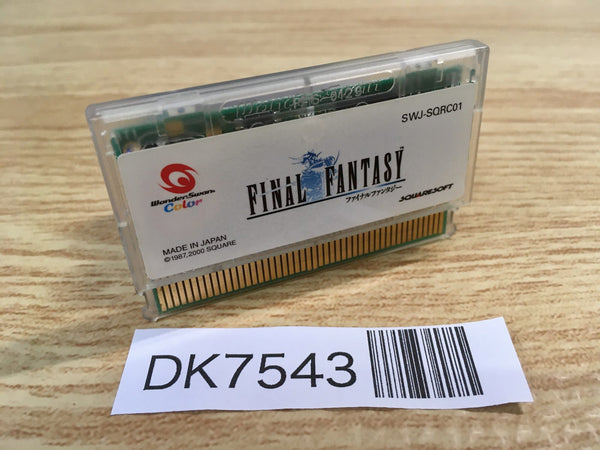 SWJ-SQRC01
WonderSwan
Color
FINAL FANTASY
ファイナルファンタジー
SQUARESOFT
MADE IN JAPAN
©1987,2000 SQUARE
DK7543